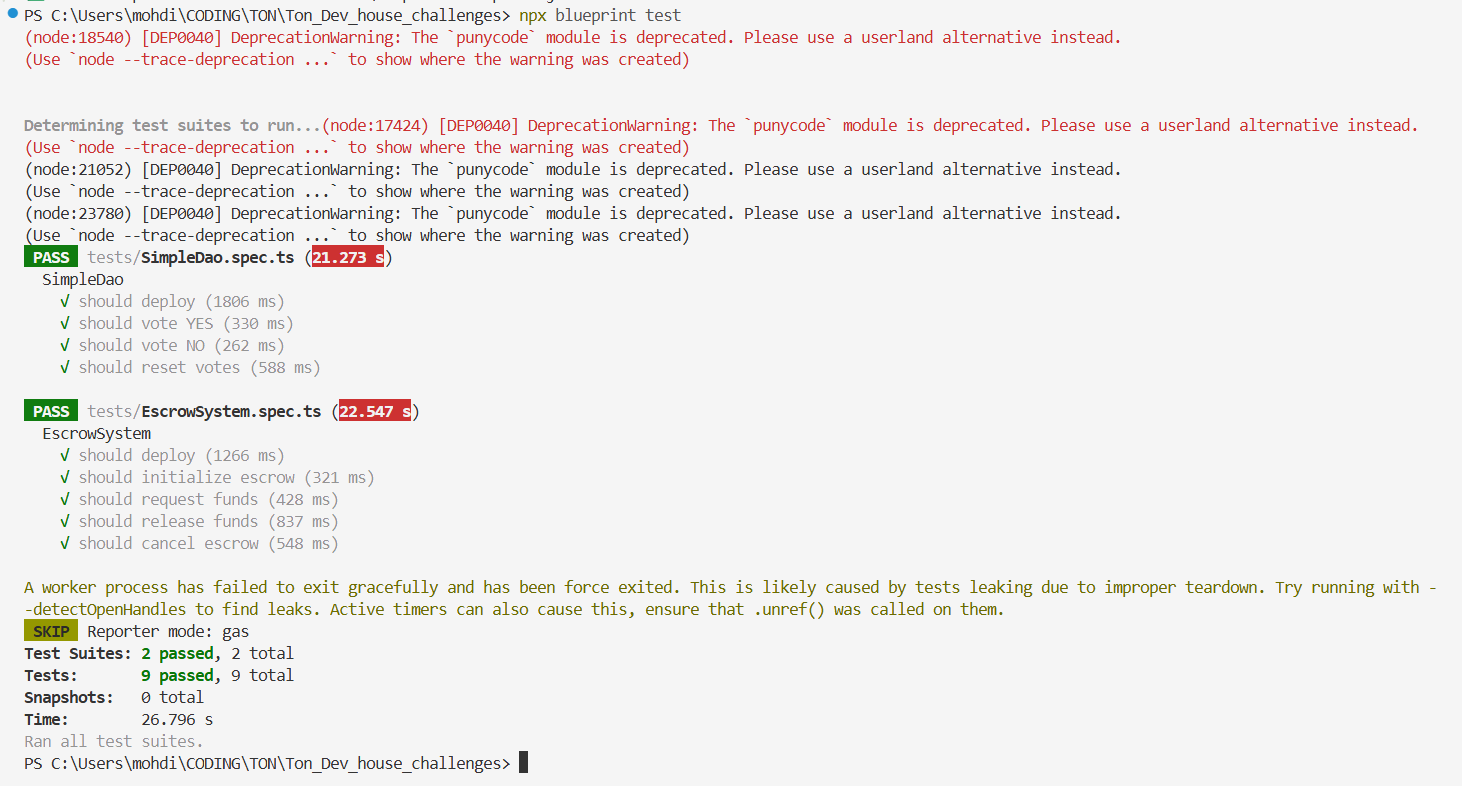 PS C:\Users\mohdi\CODING\TON\Ton_Dev_house_challenges> npx blueprint test
(node:18540) [DEP0040] DeprecationWarning: The `punycode` module is deprecated. Please use a userland alternative instead.
(Use `node --trace-deprecation ...` to show where the warning was created)
Determining test suites to run...(node:17424) [DEP0040] DeprecationWarning: The `punycode` module is deprecated. Please use a userland alternative instead.
(Use `node --trace-deprecation ...` to show where the warning was created)
(node:21052) [DEP0040] DeprecationWarning: The `punycode` module is deprecated. Please use a userland alternative instead.
(Use `node --trace-deprecation ...` to show where the warning was created)
(node:23780) [DEP0040] DeprecationWarning: The `punycode` module is deprecated. Please use a userland alternative instead.
(Use `node --trace-deprecation ...` to show where the warning was created)
PASS tests/SimpleDao.spec.ts (21.273 s)
SimpleDao
√ should deploy (1806 ms)
√ should vote YES (330 ms)
√ should vote NO (262 ms)
√ should reset votes (588 ms)
PASS tests/EscrowSystem.spec.ts (22.547 s)
EscrowSystem
√ should deploy (1266 ms)
√ should initialize escrow (321 ms)
√ should request funds (428 ms)
√ should release funds (837 ms)
√ should cancel escrow (548 ms)
A worker process has failed to exit gracefully and has been force exited. This is likely caused by tests leaking due to improper teardown. Try running with -
-detectOpenHandles to find leaks. Active timers can also cause this, ensure that .unref() was called on them.
SKIP Reporter mode: gas
Test Suites: 2 passed, 2 total
Tests: 9 passed, 9 total
Snapshots: 0 total
Time: 26.796 s
Ran all test suites.
PS C:\Users\mohdi\CODING\TON\Ton_Dev_house_challenges>